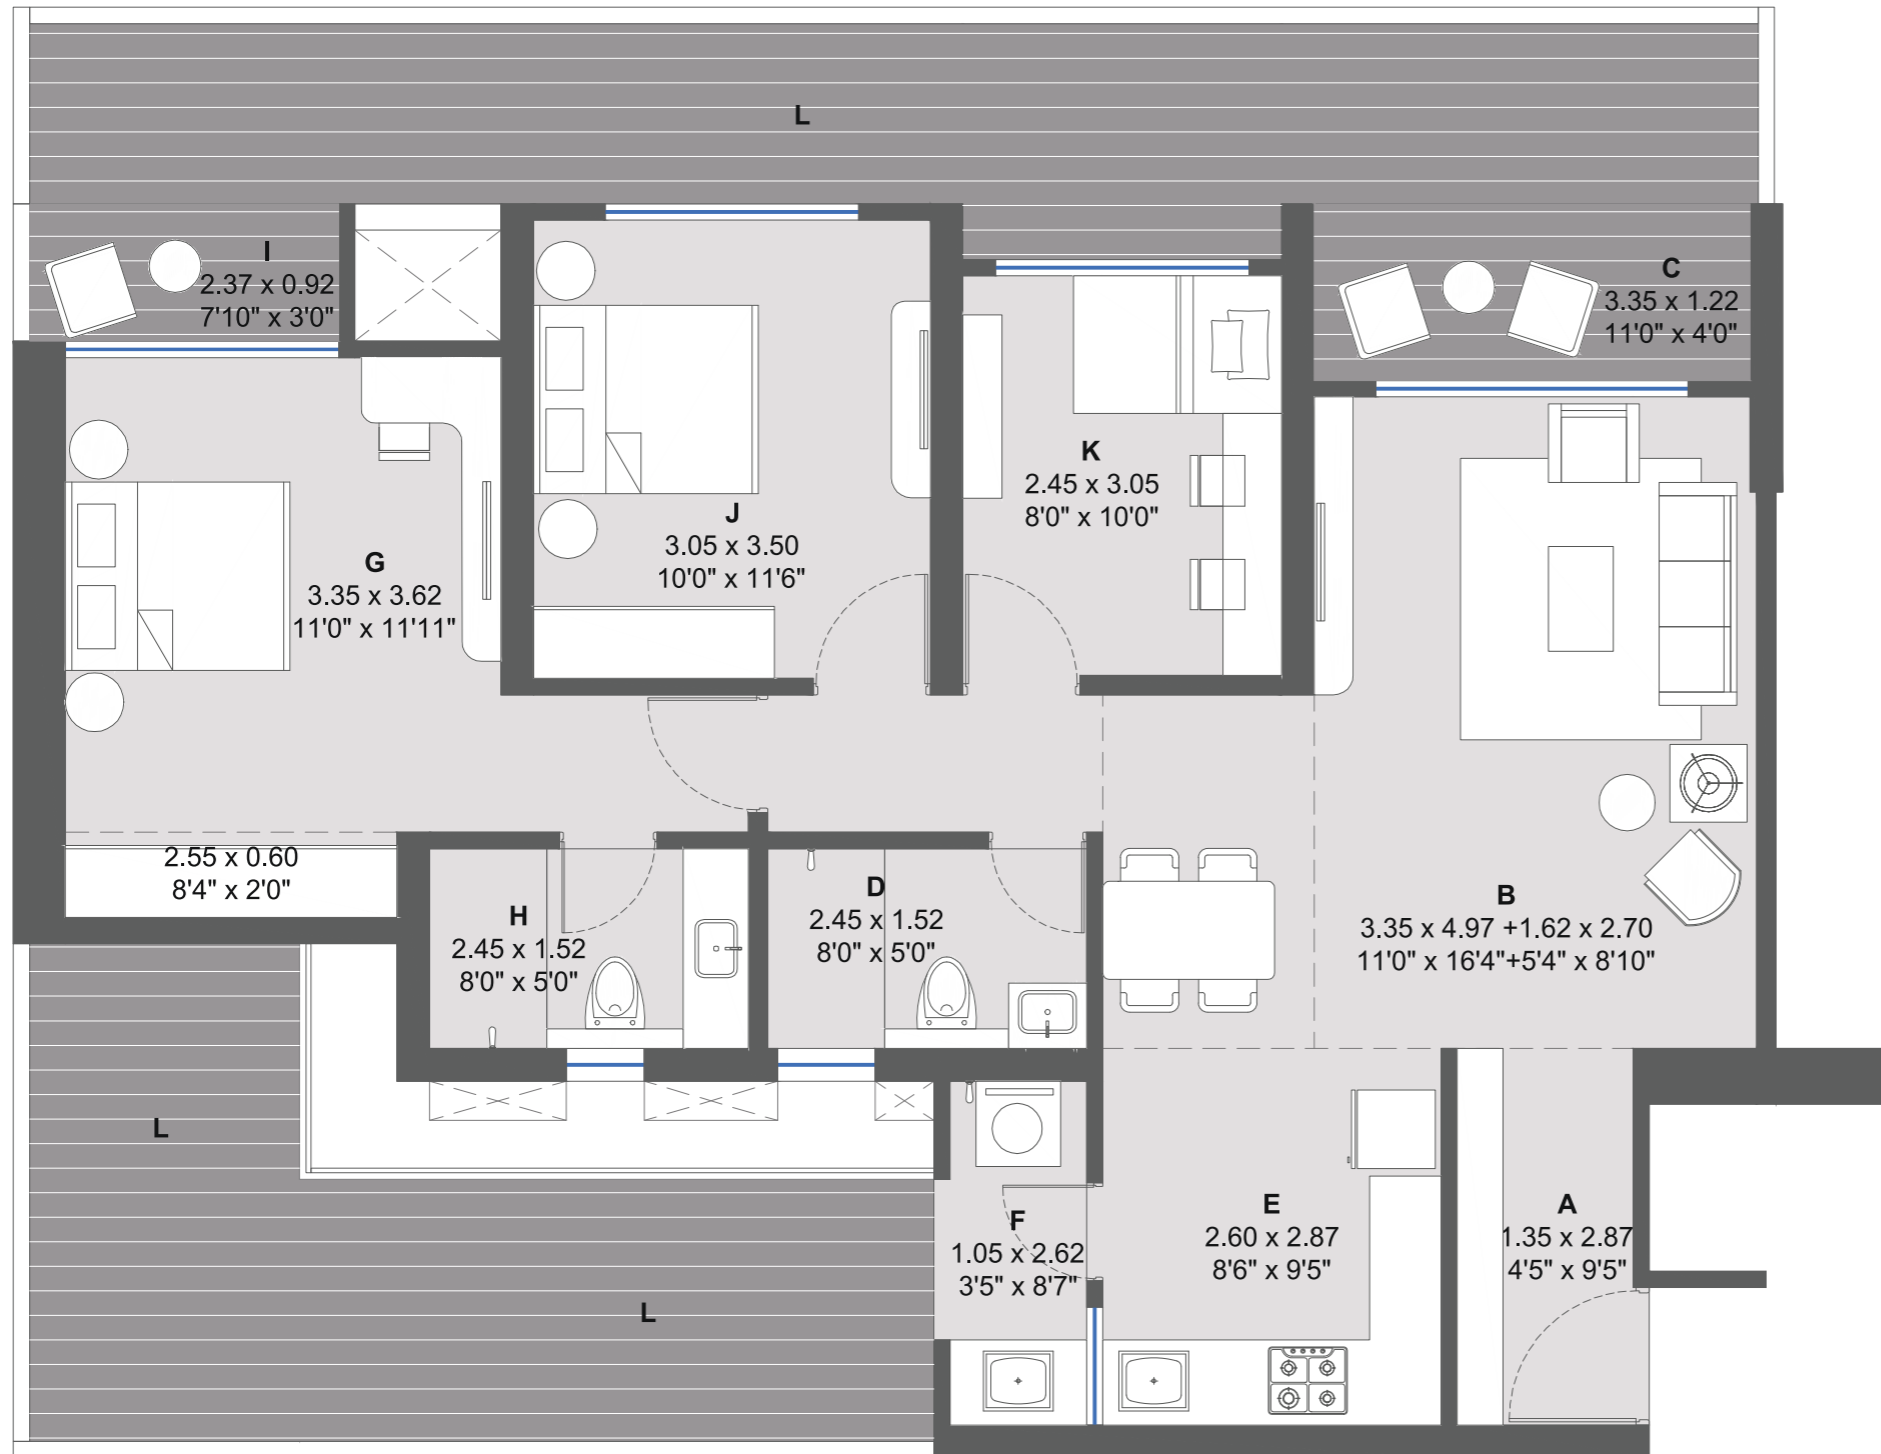 L
I
2.37 x 0.92
7'10" x 3'0"
C
3.35 x 1.22
11'0" x 4'0"
K
2.45 x 3.05
8'0" x 10'0"
J
3.05 x 3.50
10'0" x 11'6"
G
3.35 x 3.62
11'0" x 11'11"
2.55 x 0.60
8'4" x 2'0"
H
2.45 x 1.52
8'0" x 5'0"
D
2.45 x 1.52
8'0" x 5'0"
B
3.35 x 4.97 +1.62 x 2.70
11'0" x 16'4"+5'4" x 8'10"
L
F
1.05 x 2.62
3'5" x 8'7"
E
2.60 x 2.87
8'6" x 9'5"
A
1.35 x 2.87
4'5" x 9'5"
L